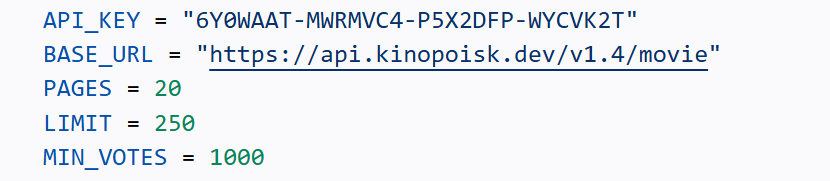 API_KEY = "6Y0WAAT-MWRMVC4-P5X2DFP-WYCVK2T"
BASE_URL = "https://api.kinopoisk.dev/v1.4/movie"
PAGES = 20
LIMIT = 250
MIN_VOTES = 1000